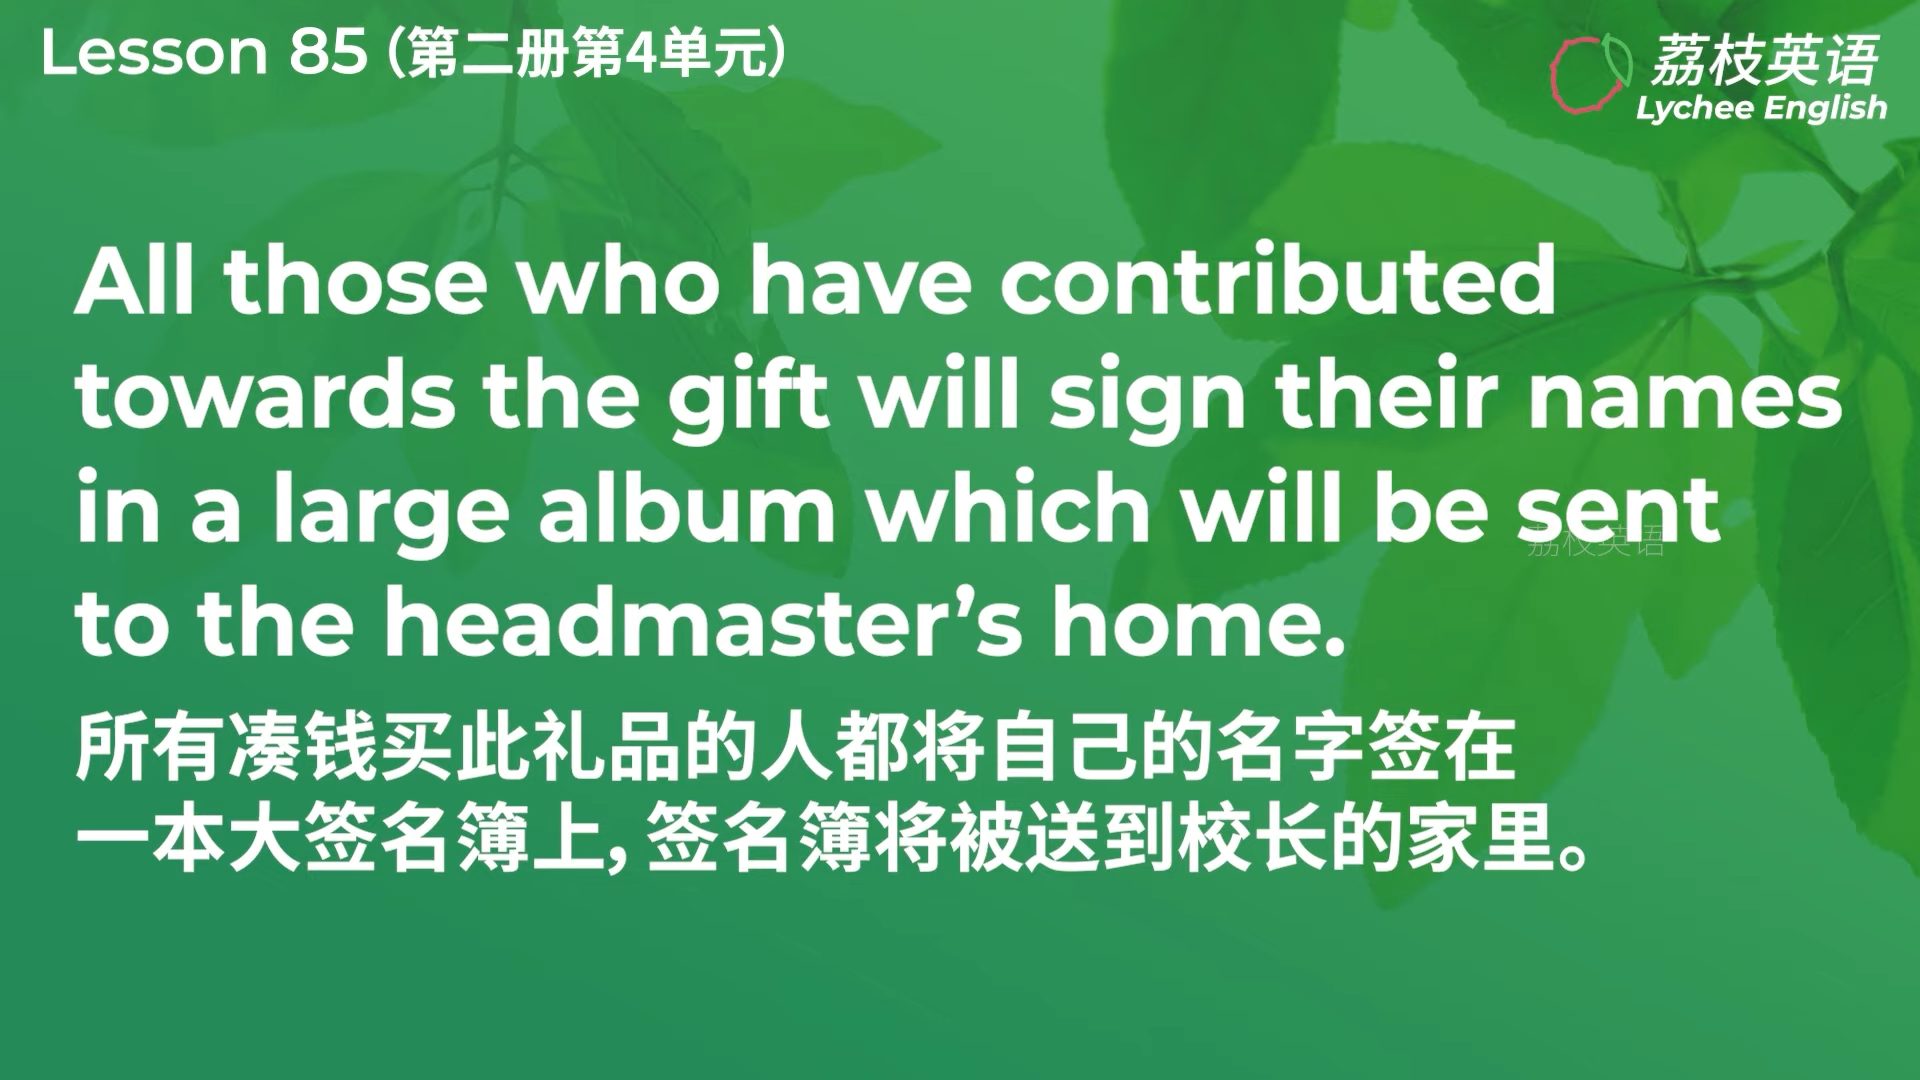 Lesson 85（第二册第4单元）
荔枝英语
Lychee English
All those who have contributed
towards the gift will sign their names
in a large album which will be sent
荔枝英语
to the headmaster’s home.
所有凑钱买此礼品的人都将自己的名字签在
一本大签名簿上，签名簿将被送到校长的家里。